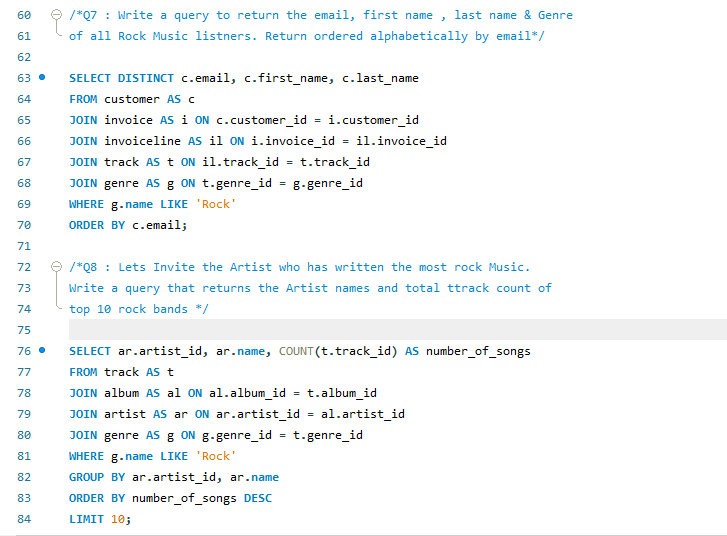 60 /*Q7 : Write a query to return the email, first name , last name & Genre
61 of all Rock Music listners. Return ordered alphabetically by email*/
62
63 SELECT DISTINCT c.email, c.first_name, c.last_name
64 FROM customer AS c
65 JOIN invoice AS i ON c.customer_id = i.customer_id
66 JOIN invoiceline AS il ON i.invoice_id = il.invoice_id
67 JOIN track AS t ON il.track_id = t.track_id
68 JOIN genre AS g ON t.genre_id = g.genre_id
69 WHERE g.name LIKE 'Rock'
70 ORDER BY c.email;
71
72 /*Q8 : Lets Invite the Artist who has written the most rock Music.
73 Write a query that returns the Artist names and total ttrack count of
74 top 10 rock bands */
75
76 SELECT ar.artist_id, ar.name, COUNT(t.track_id) AS number_of_songs
77 FROM track AS t
78 JOIN album AS al ON al.album_id = t.album_id
79 JOIN artist AS ar ON ar.artist_id = al.artist_id
80 JOIN genre AS g ON g.genre_id = t.genre_id
81 WHERE g.name LIKE 'Rock'
82 GROUP BY ar.artist_id, ar.name
83 ORDER BY number_of_songs DESC
84 LIMIT 10;